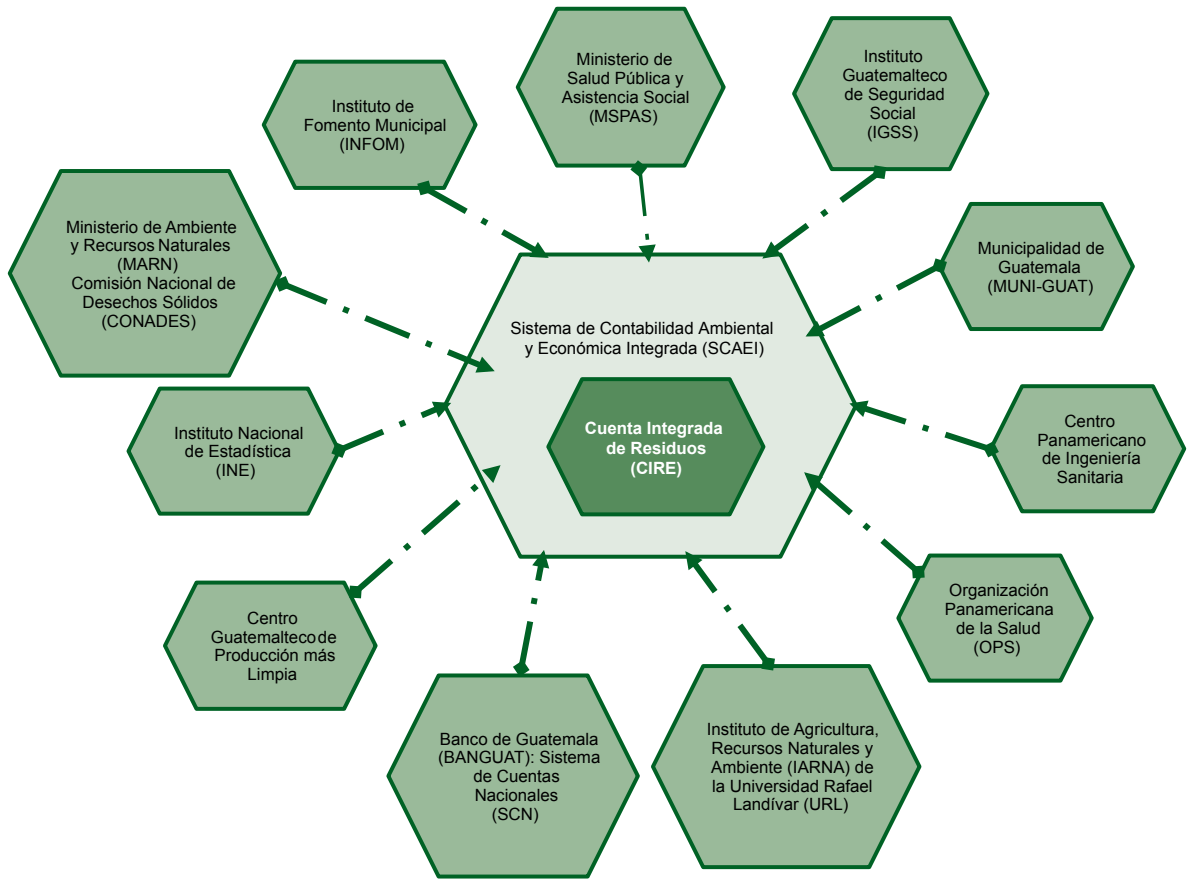 Ministerio de
Salud Pública y
Asistencia Social
(MSPAS)
Instituto
Guatemalteco
de Seguridad
Social
(IGSS)
Instituto de
Fomento Municipal
(INFOM)
Ministerio de Ambiente
y Recursos Naturales
(MARN)
Comisión Nacional de
Desechos Sólidos
(CONADES)
Municipalidad de
Guatemala
(MUNI-GUAT)
Sistema de Contabilidad Ambiental
y Económica Integrada (SCAEI)
Cuenta Integrada
de Residuos
(CIRE)
Instituto Nacional
de Estadística
(INE)
Centro
Panamericano
de Ingeniería
Sanitaria
Centro
Guatemalteco de
Producción más
Limpia
Organización
Panamericana
de la Salud
(OPS)
Banco de Guatemala
(BANGUAT): Sistema
de Cuentas
Nacionales
(SCN)
Instituto de Agricultura,
Recursos Naturales y
Ambiente (IARNA) de
la Universidad Rafael
Landívar (URL)